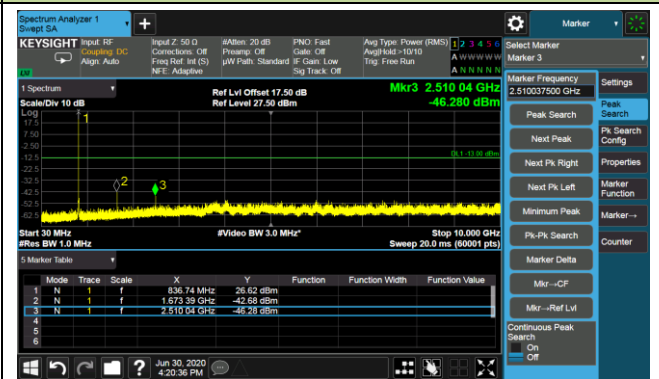 Spectrum Analyzer 1
Swept SA
+
Marker
KEYSIGHT
Input: RF
Coupling: DC
Align: Auto
Input Z: 50 Ω
Corrections: Off
Freq Ref: Int (S)
NFE: Adaptive
#Atten: 20 dB
Preamp: Off
µW Path: Standard
PNO: Fast
Gate: Off
IF Gain: Low
Sig Track: Off
Avg Type: Power (RMS)
Avg|Hold:>10/10
Trig: Free Run
1 2 3 4 5 6
A W W W W W
A N N N N N
LXI
Select Marker
Marker 3
1 Spectrum
Scale/Div 10 dB
Ref Lvl Offset 17.50 dB
Ref Level 27.50 dBm
Mkr3 2.510 04 GHz
-46.280 dBm
Log
17.5
7.50
-2.50
-12.5
-22.5
-32.5
-42.5
-52.5
-62.5
1
2
3
DL1 -13.00 dBm
Start 30 MHz
#Res BW 1.0 MHz
#Video BW 3.0 MHz*
Stop 10.000 GHz
Sweep 20.0 ms (60001 pts)
5 Marker Table
Mode Trace Scale X Y Function Function Width Function Value
1 N 1 f 836.74 MHz 26.62 dBm
2 N 1 f 1.673 39 GHz -42.68 dBm
3 N 1 f 2.510 04 GHz -46.28 dBm
4
5
6
Marker Frequency
2.510037500 GHz
Peak Search
Next Peak
Next Pk Right
Next Pk Left
Minimum Peak
Pk-Pk Search
Marker Delta
Mkr→CF
Mkr→Ref Lvl
Continuous Peak
Search
On
Off
Settings
Peak
Search
Pk Search
Config
Properties
Marker
Function
Marker→
Counter
?
Jun 30, 2020
4:20:36 PM